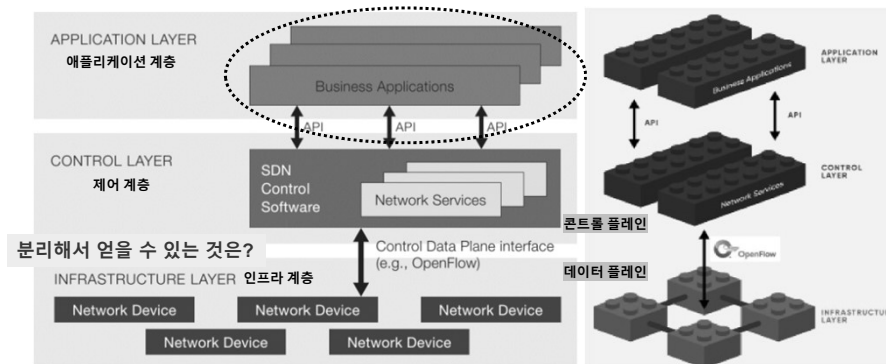 APPLICATION LAYER
애플리케이션 계층
Business Applications
API
API
API
CONTROL LAYER
제어 계층
SDN
Control
Software
Network Services
분리해서 얻을 수 있는 것은?
Control Data Plane interface
(e.g., OpenFlow)
INFRASTRUCTURE LAYER 인프라 계층
Network Device
Network Device
Network Device
Network Device
Network Device
APPLICATION
LAYER
Business Applications
API
API
CONTROL
LAYER
Network Services
콘트롤 플레인
OpenFlow
데이터 플레인
INFRASTRUCTURE
LAYER